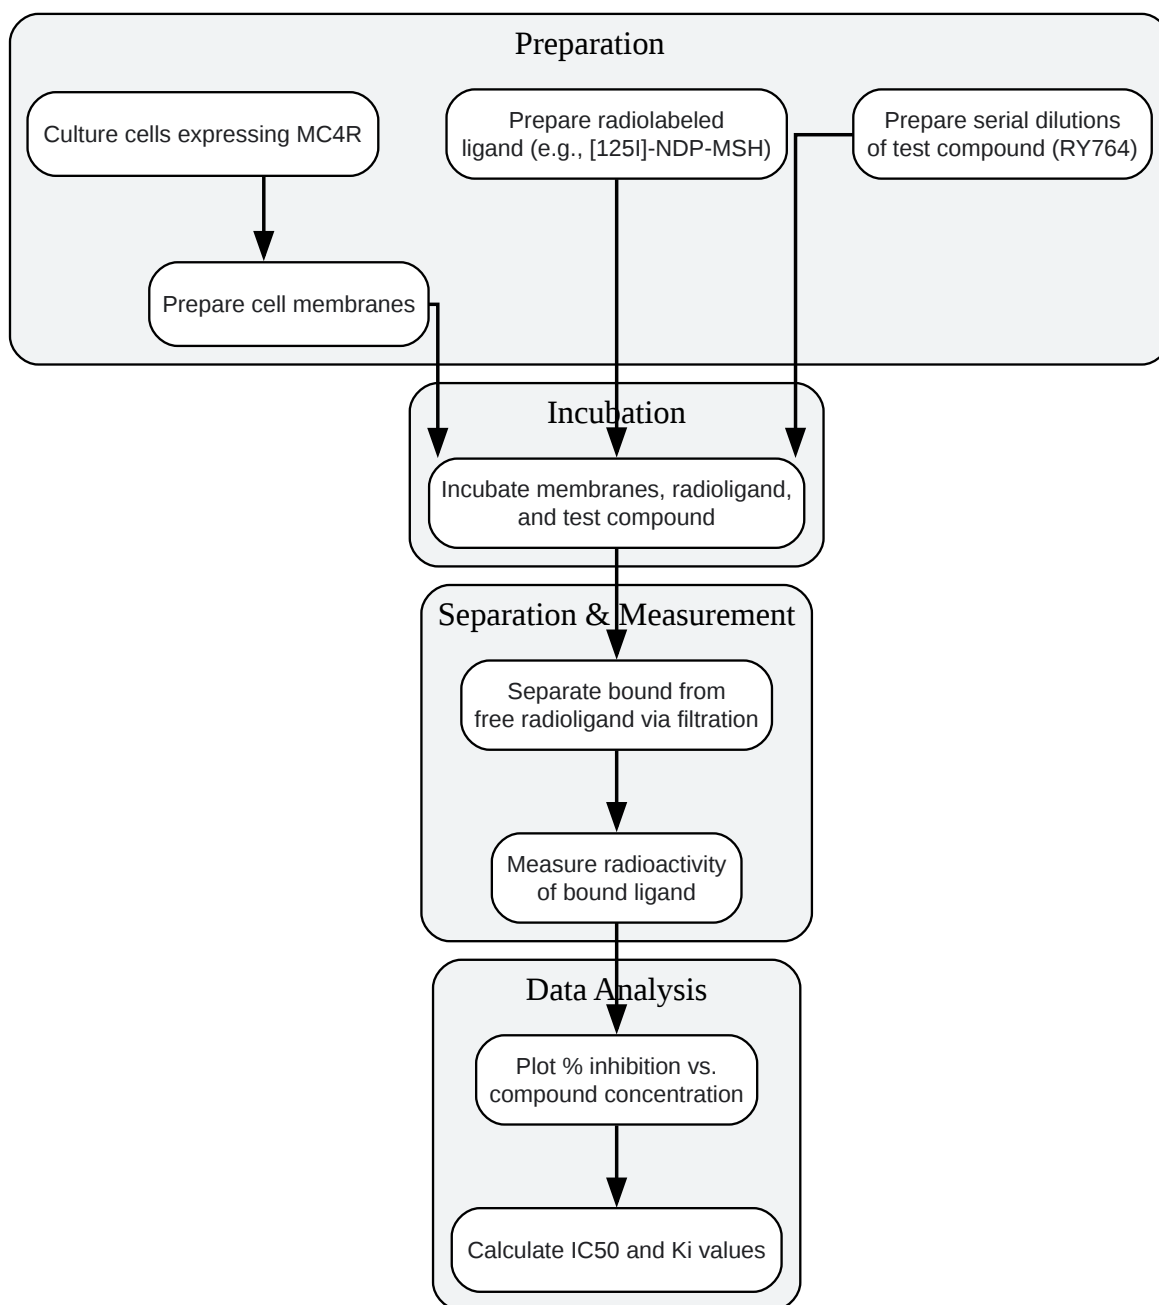 Preparation
Culture cells expressing MC4R
Prepare radiolabeled
ligand (e.g., [125I]-NDP-MSH)
Prepare serial dilutions
of test compound (RY764)
Prepare cell membranes
Incubation
Incubate membranes, radioligand,
and test compound
Separation & Measurement
Separate bound from
free radioligand via filtration
Measure radioactivity
of bound ligand
Data Analysis
Plot % inhibition vs.
compound concentration
Calculate IC50 and Ki values